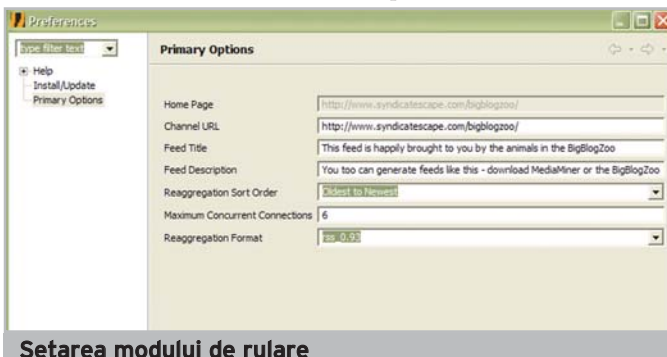 Preferences
type filter text
Primary Options
Help
Install/Update
Primary Options
Home Page http://www.syndicatescape.com/bigblogzoo/
Channel URL http://www.syndicatescape.com/bigblogzoo/
Feed Title This feed is happily brought to you by the animals in the BigBlogZoo
Feed Description You too can generate feeds like this - download MediaMiner or the BigBlogZoo
Reaggregation Sort Order Oldest to Newest
Maximum Concurrent Connections 6
Reaggregation Format rss_0.93
Setarea modului de rulare